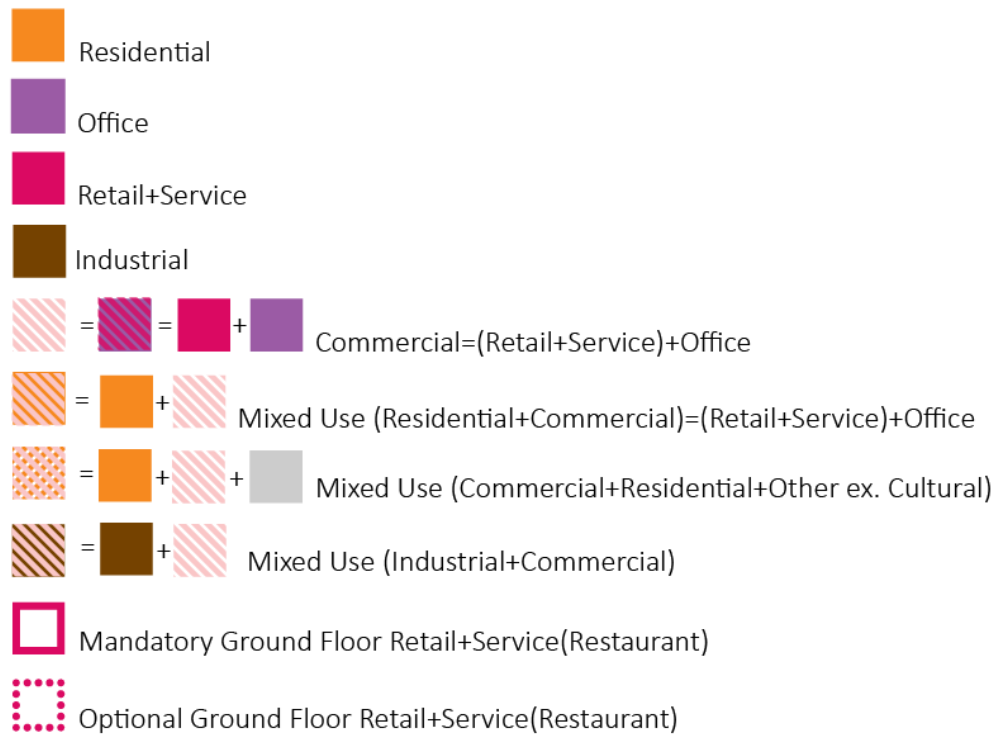 Residential
Office
Retail+Service
Industrial
= = + Commercial=(Retail+Service)+Office
= + Mixed Use (Residential+Commercial)=(Retail+Service)+Office
= + + Mixed Use (Commercial+Residential+Other ex. Cultural)
= + Mixed Use (Industrial+Commercial)
Mandatory Ground Floor Retail+Service(Restaurant)
Optional Ground Floor Retail+Service(Restaurant)